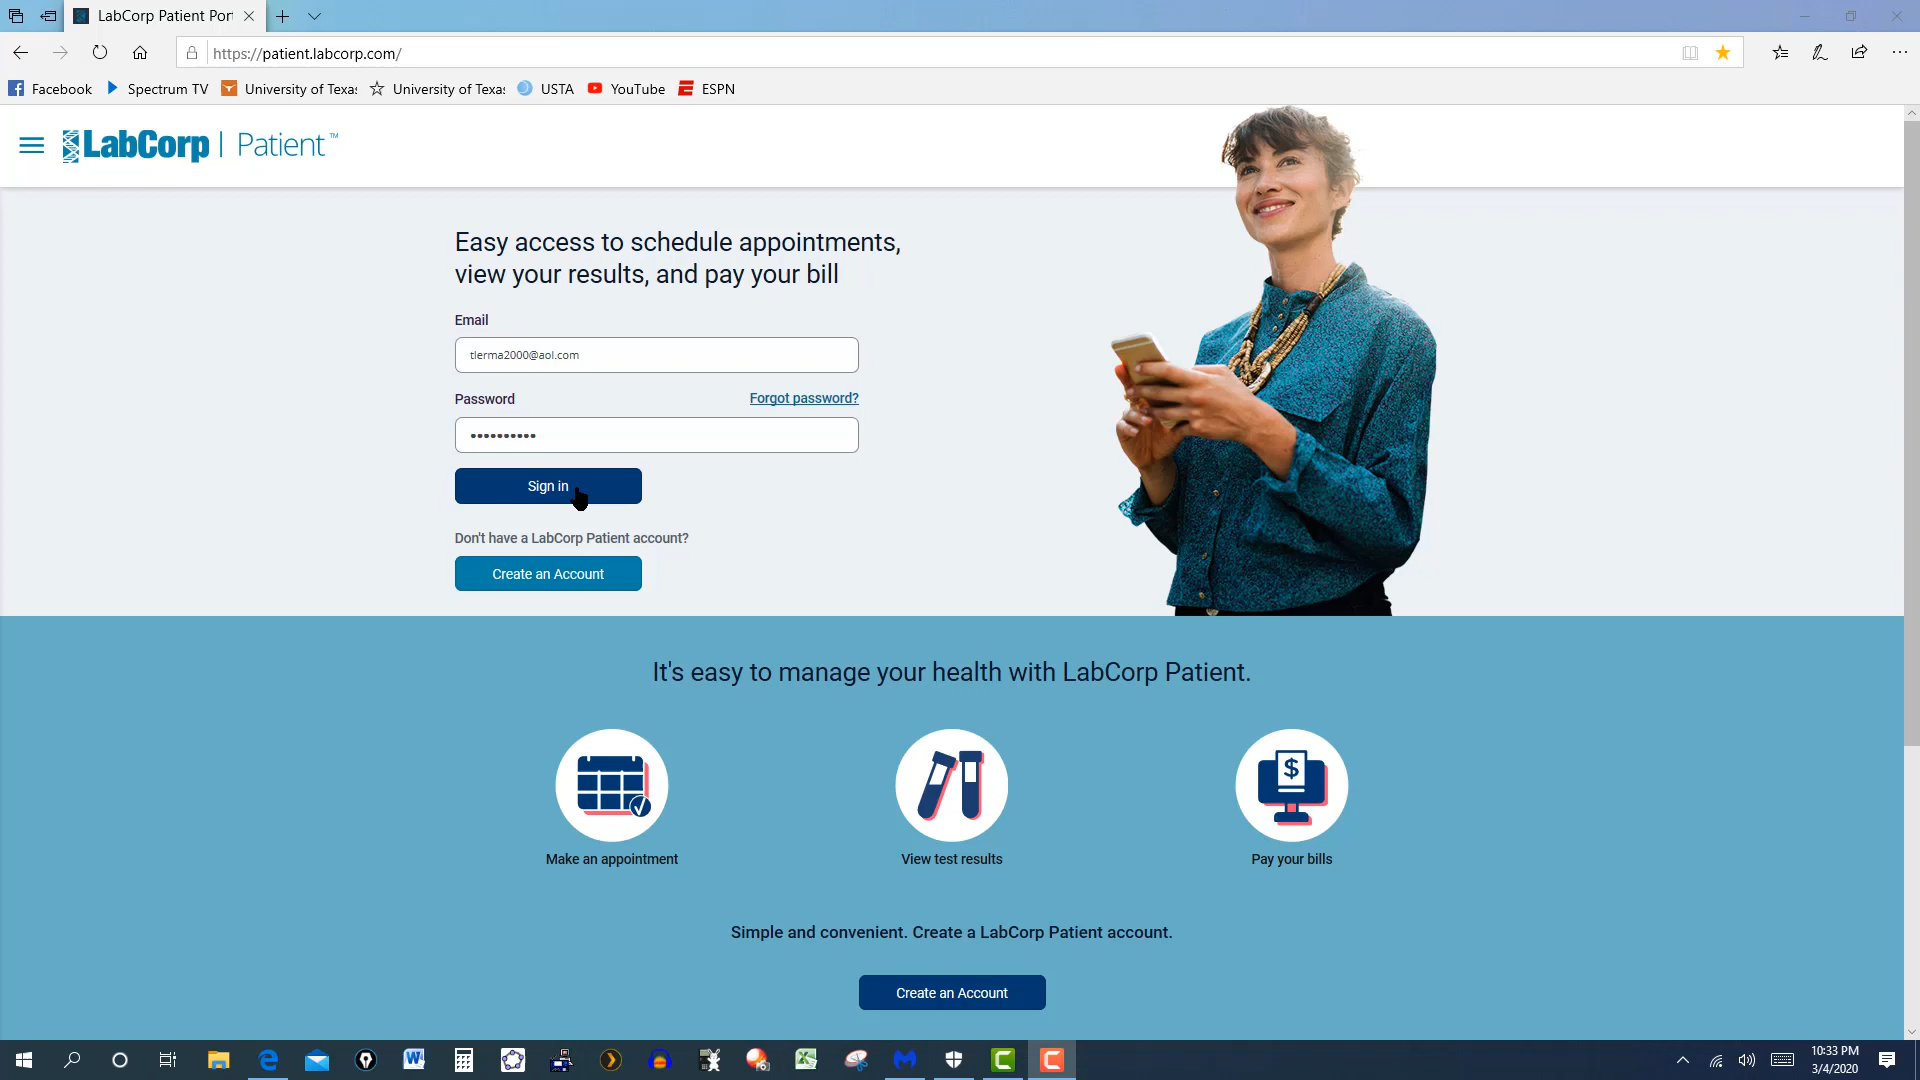 LabCorp Patient Por
https://patient.labcorp.com/
Facebook
Spectrum TV
University of Texas
University of Texas
USTA
YouTube
ESPN
LabCorp | Patient™
Easy access to schedule appointments,
view your results, and pay your bill
Email
tlerma2000@aol.com
Password
Forgot password?
Sign in
Don't have a LabCorp Patient account?
Create an Account
It's easy to manage your health with LabCorp Patient.
Make an appointment
View test results
Pay your bills
Simple and convenient. Create a LabCorp Patient account.
Create an Account
10:33 PM
3/4/2020